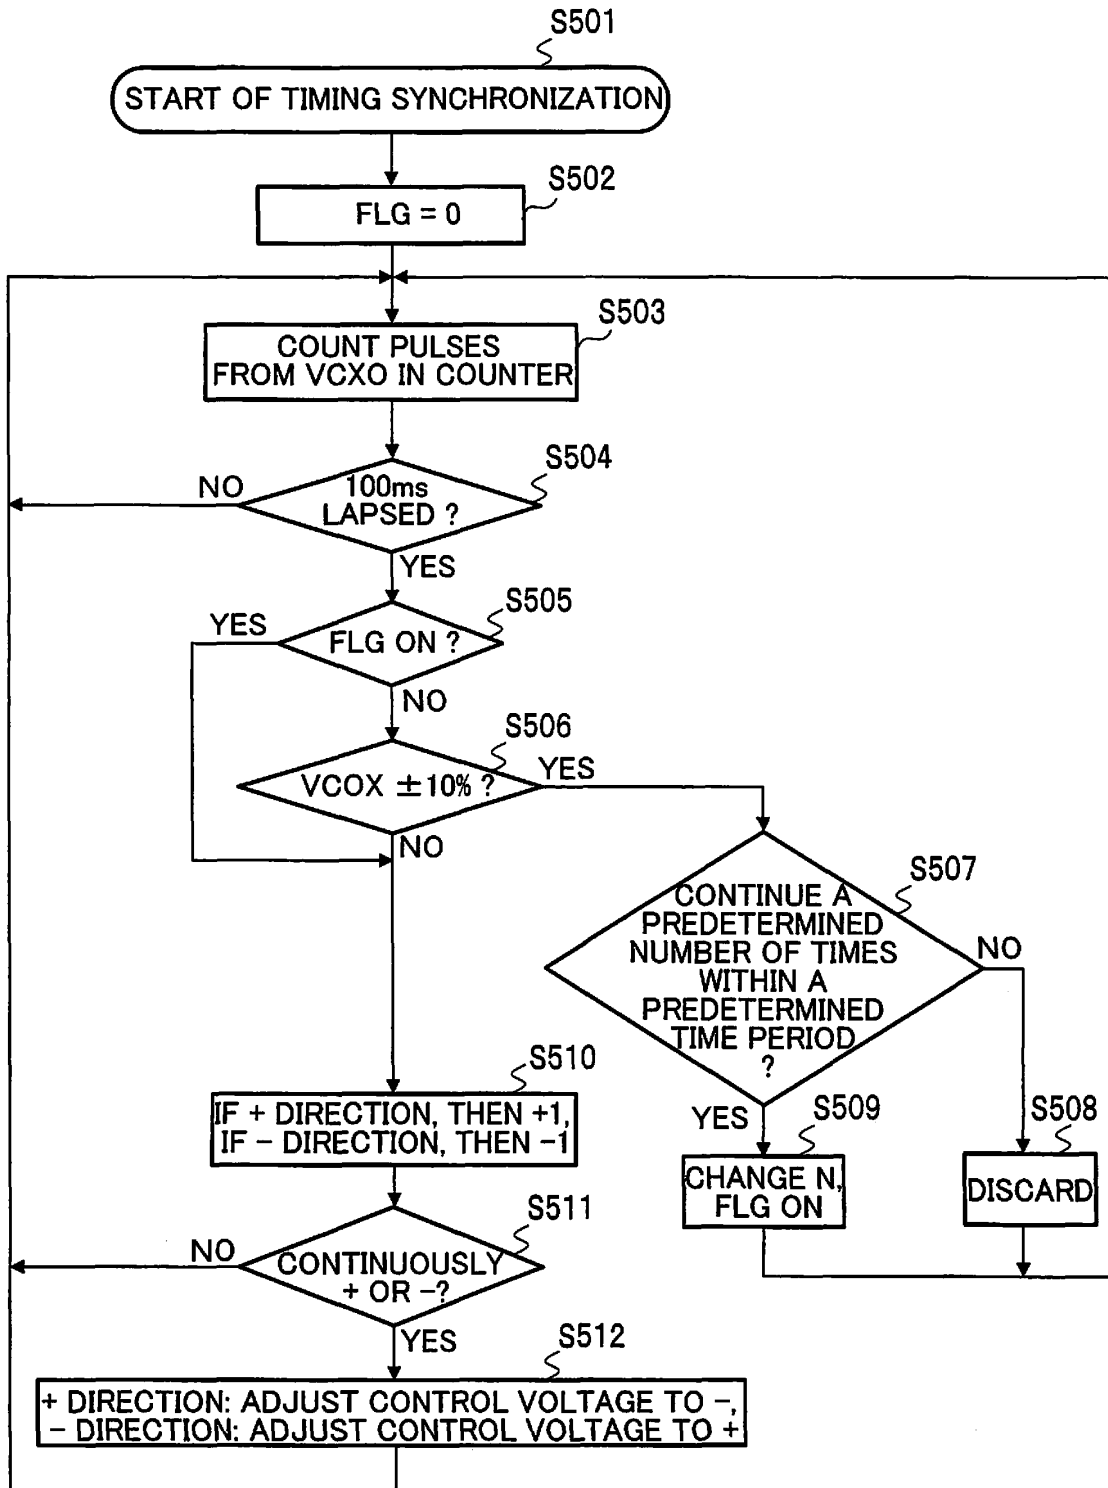 S501
START OF TIMING SYNCHRONIZATION
S502
FLG = 0
S503
COUNT PULSES
FROM VCXO IN COUNTER
S504
NO
100ms
LAPSED ?
YES
S505
YES
FLG ON ?
NO
S506
VCOX ±10% ?
YES
NO
S507
CONTINUE A
PREDETERMINED
NUMBER OF TIMES
WITHIN A
PREDETERMINED
TIME PERIOD
?
NO
YES
S510
IF + DIRECTION, THEN +1,
IF - DIRECTION, THEN -1
S509
CHANGE N,
FLG ON
S508
DISCARD
S511
NO
CONTINUOUSLY
+ OR -?
YES
S512
+ DIRECTION: ADJUST CONTROL VOLTAGE TO -,
- DIRECTION: ADJUST CONTROL VOLTAGE TO +